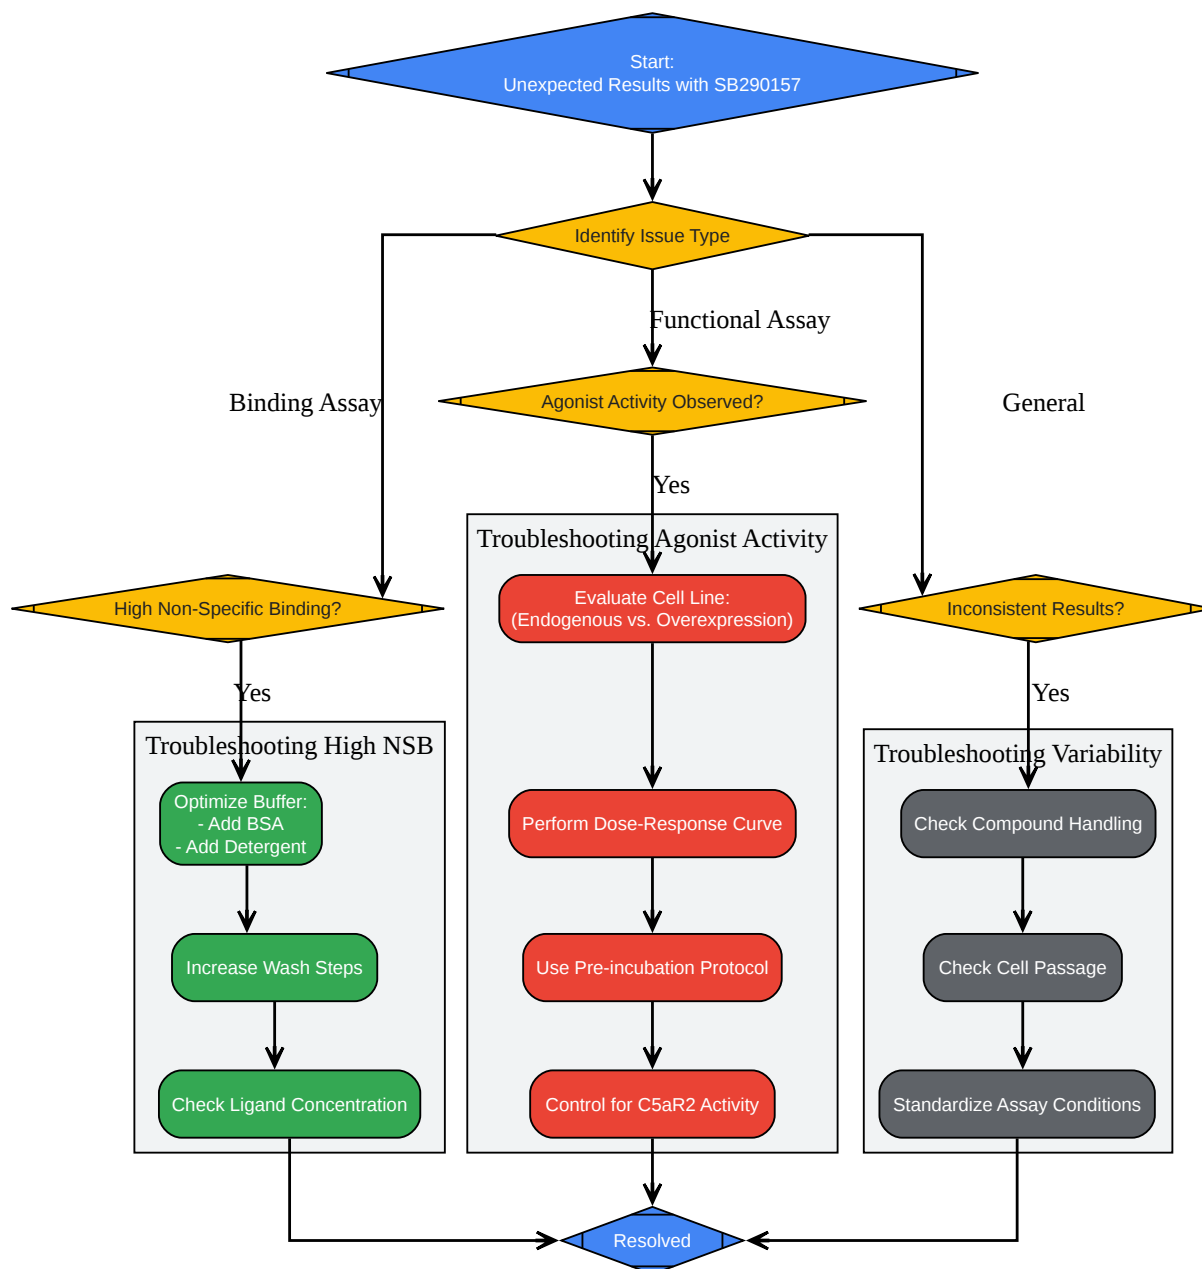 Start:
Unexpected Results with SB290157
Identify Issue Type
Functional Assay
Binding Assay
General
Agonist Activity Observed?
Yes
Troubleshooting Agonist Activity
High Non-Specific Binding?
Evaluate Cell Line:
(Endogenous vs. Overexpression)
Inconsistent Results?
Yes
Yes
Troubleshooting High NSB
Troubleshooting Variability
Optimize Buffer:
- Add BSA
- Add Detergent
Perform Dose-Response Curve
Check Compound Handling
Increase Wash Steps
Use Pre-incubation Protocol
Check Cell Passage
Check Ligand Concentration
Control for C5aR2 Activity
Standardize Assay Conditions
Resolved